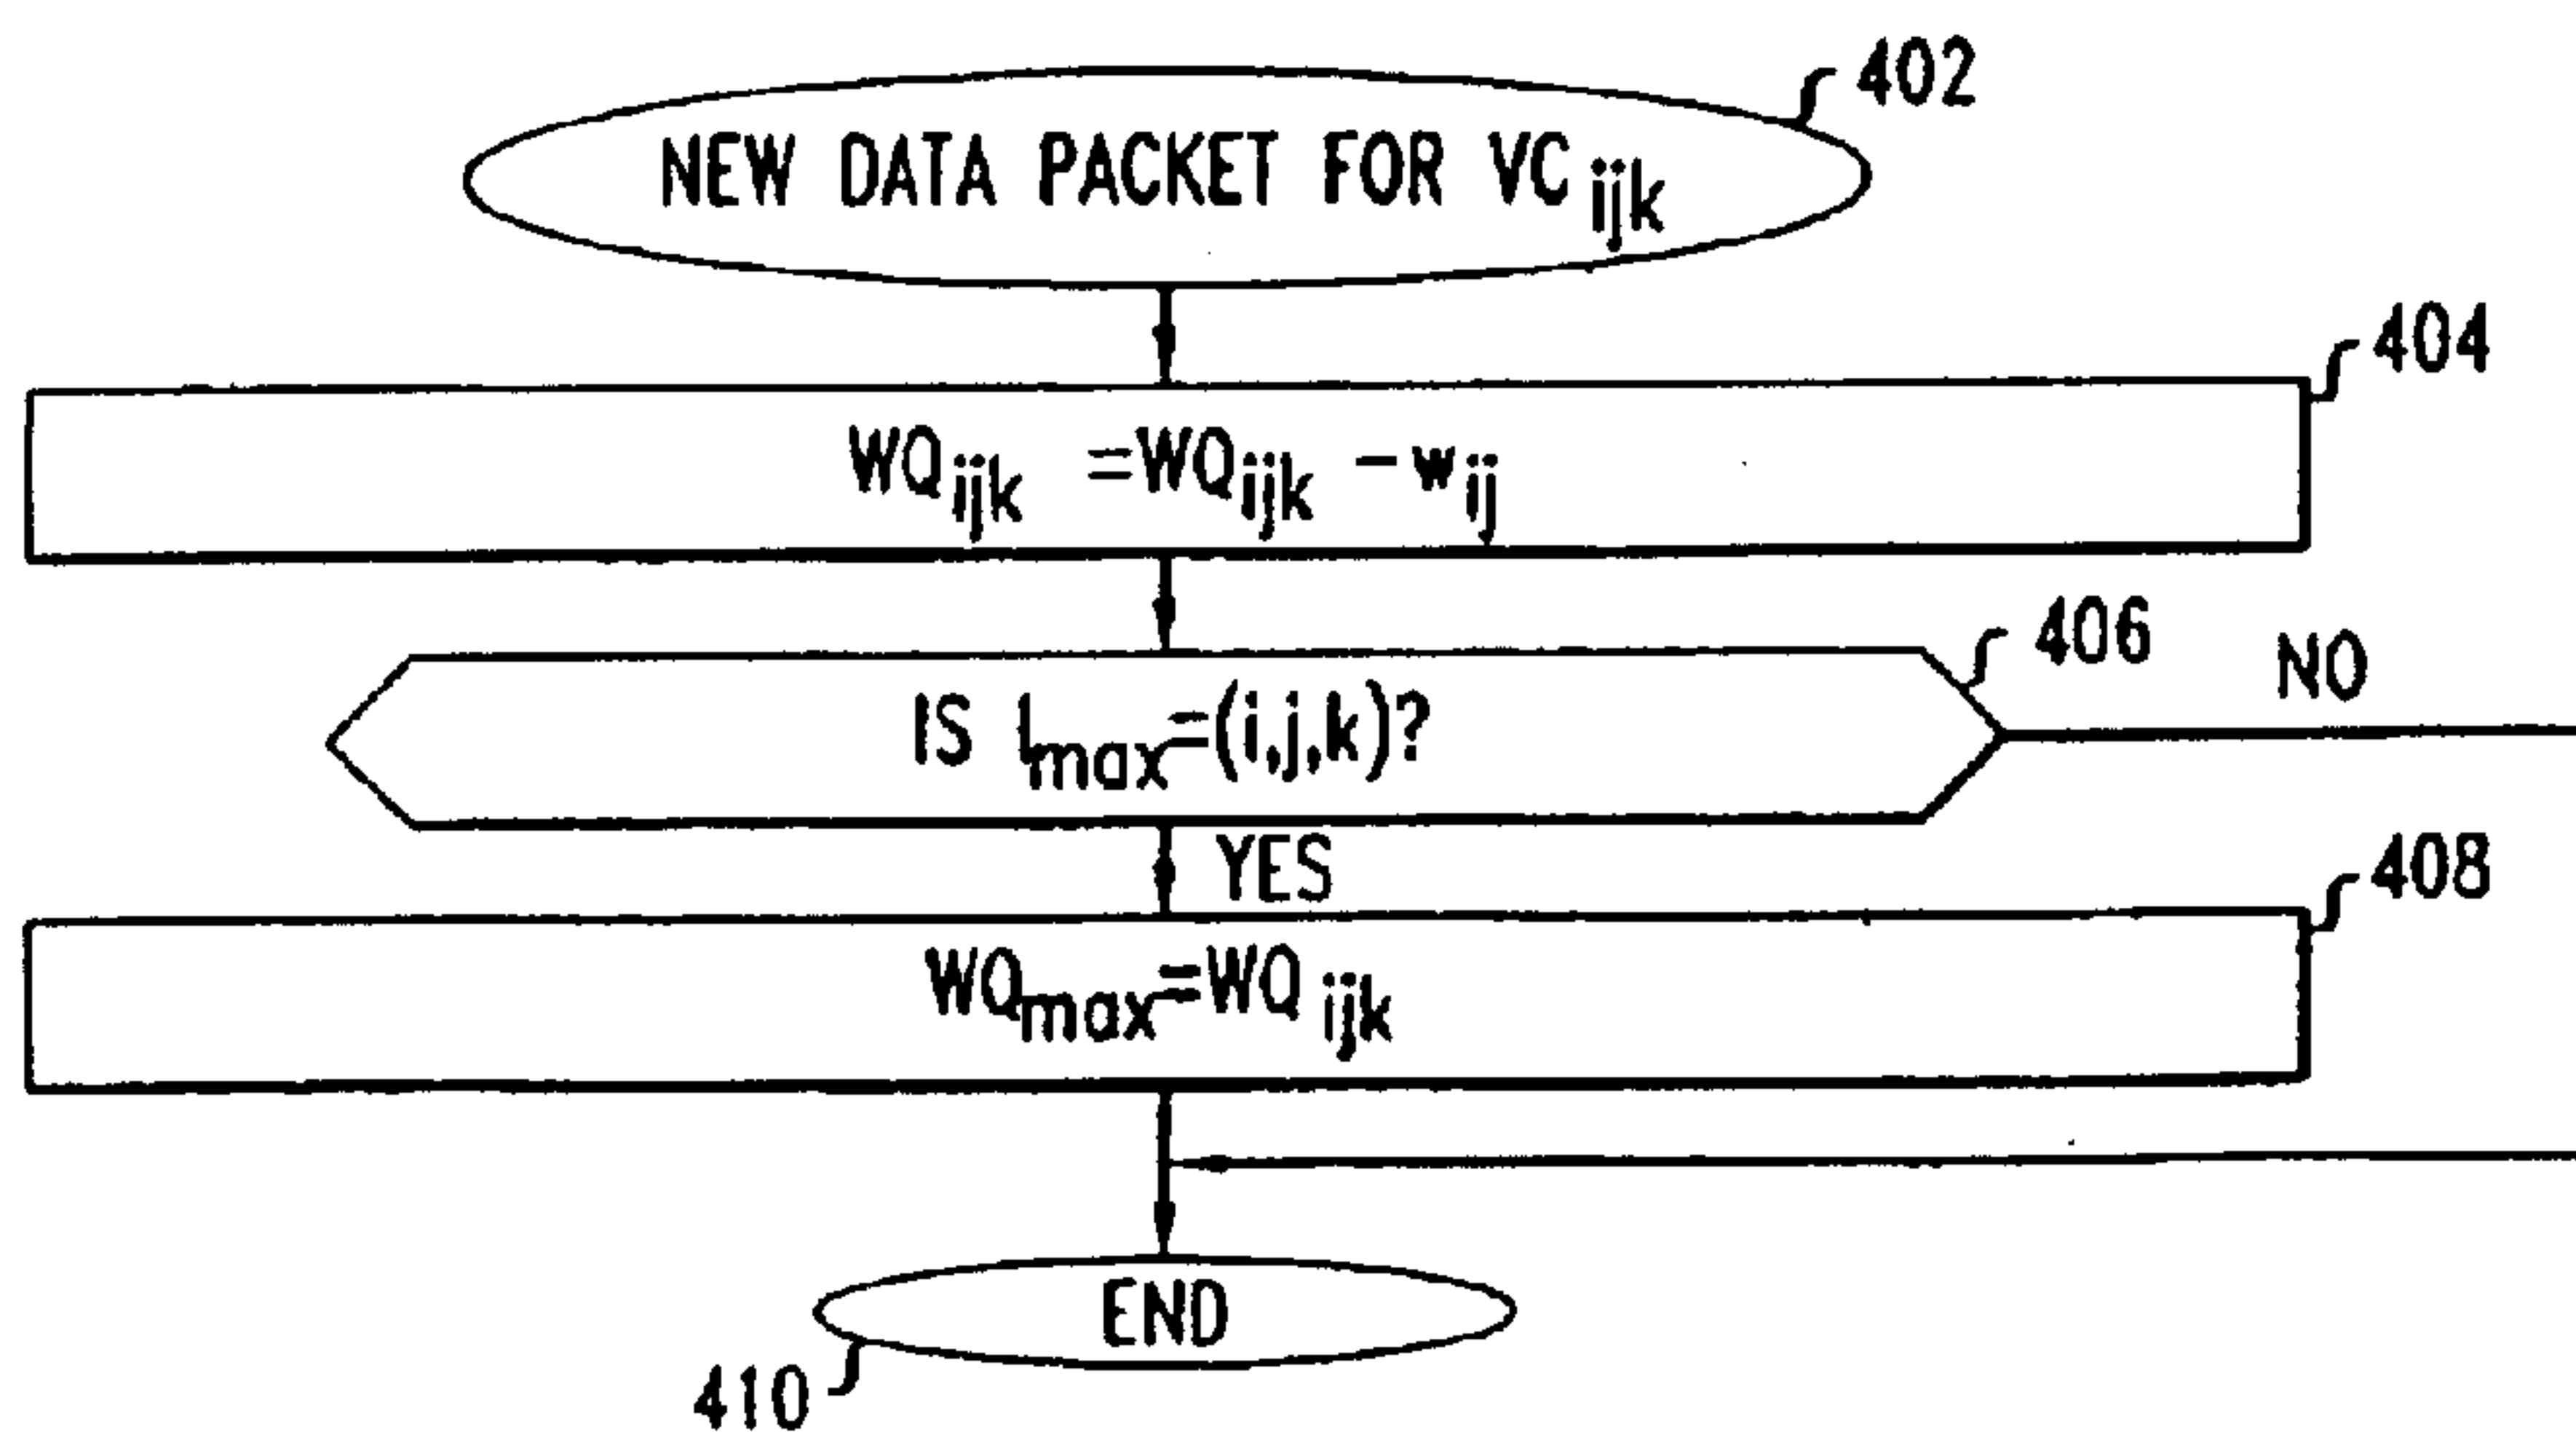 402
NEW DATA PACKET FOR VC ijk
404
WQijk =WQijk -wij
406
NO
IS Imax=(i,j,k)?
YES
408
WQmax=WQ ijk
END
410